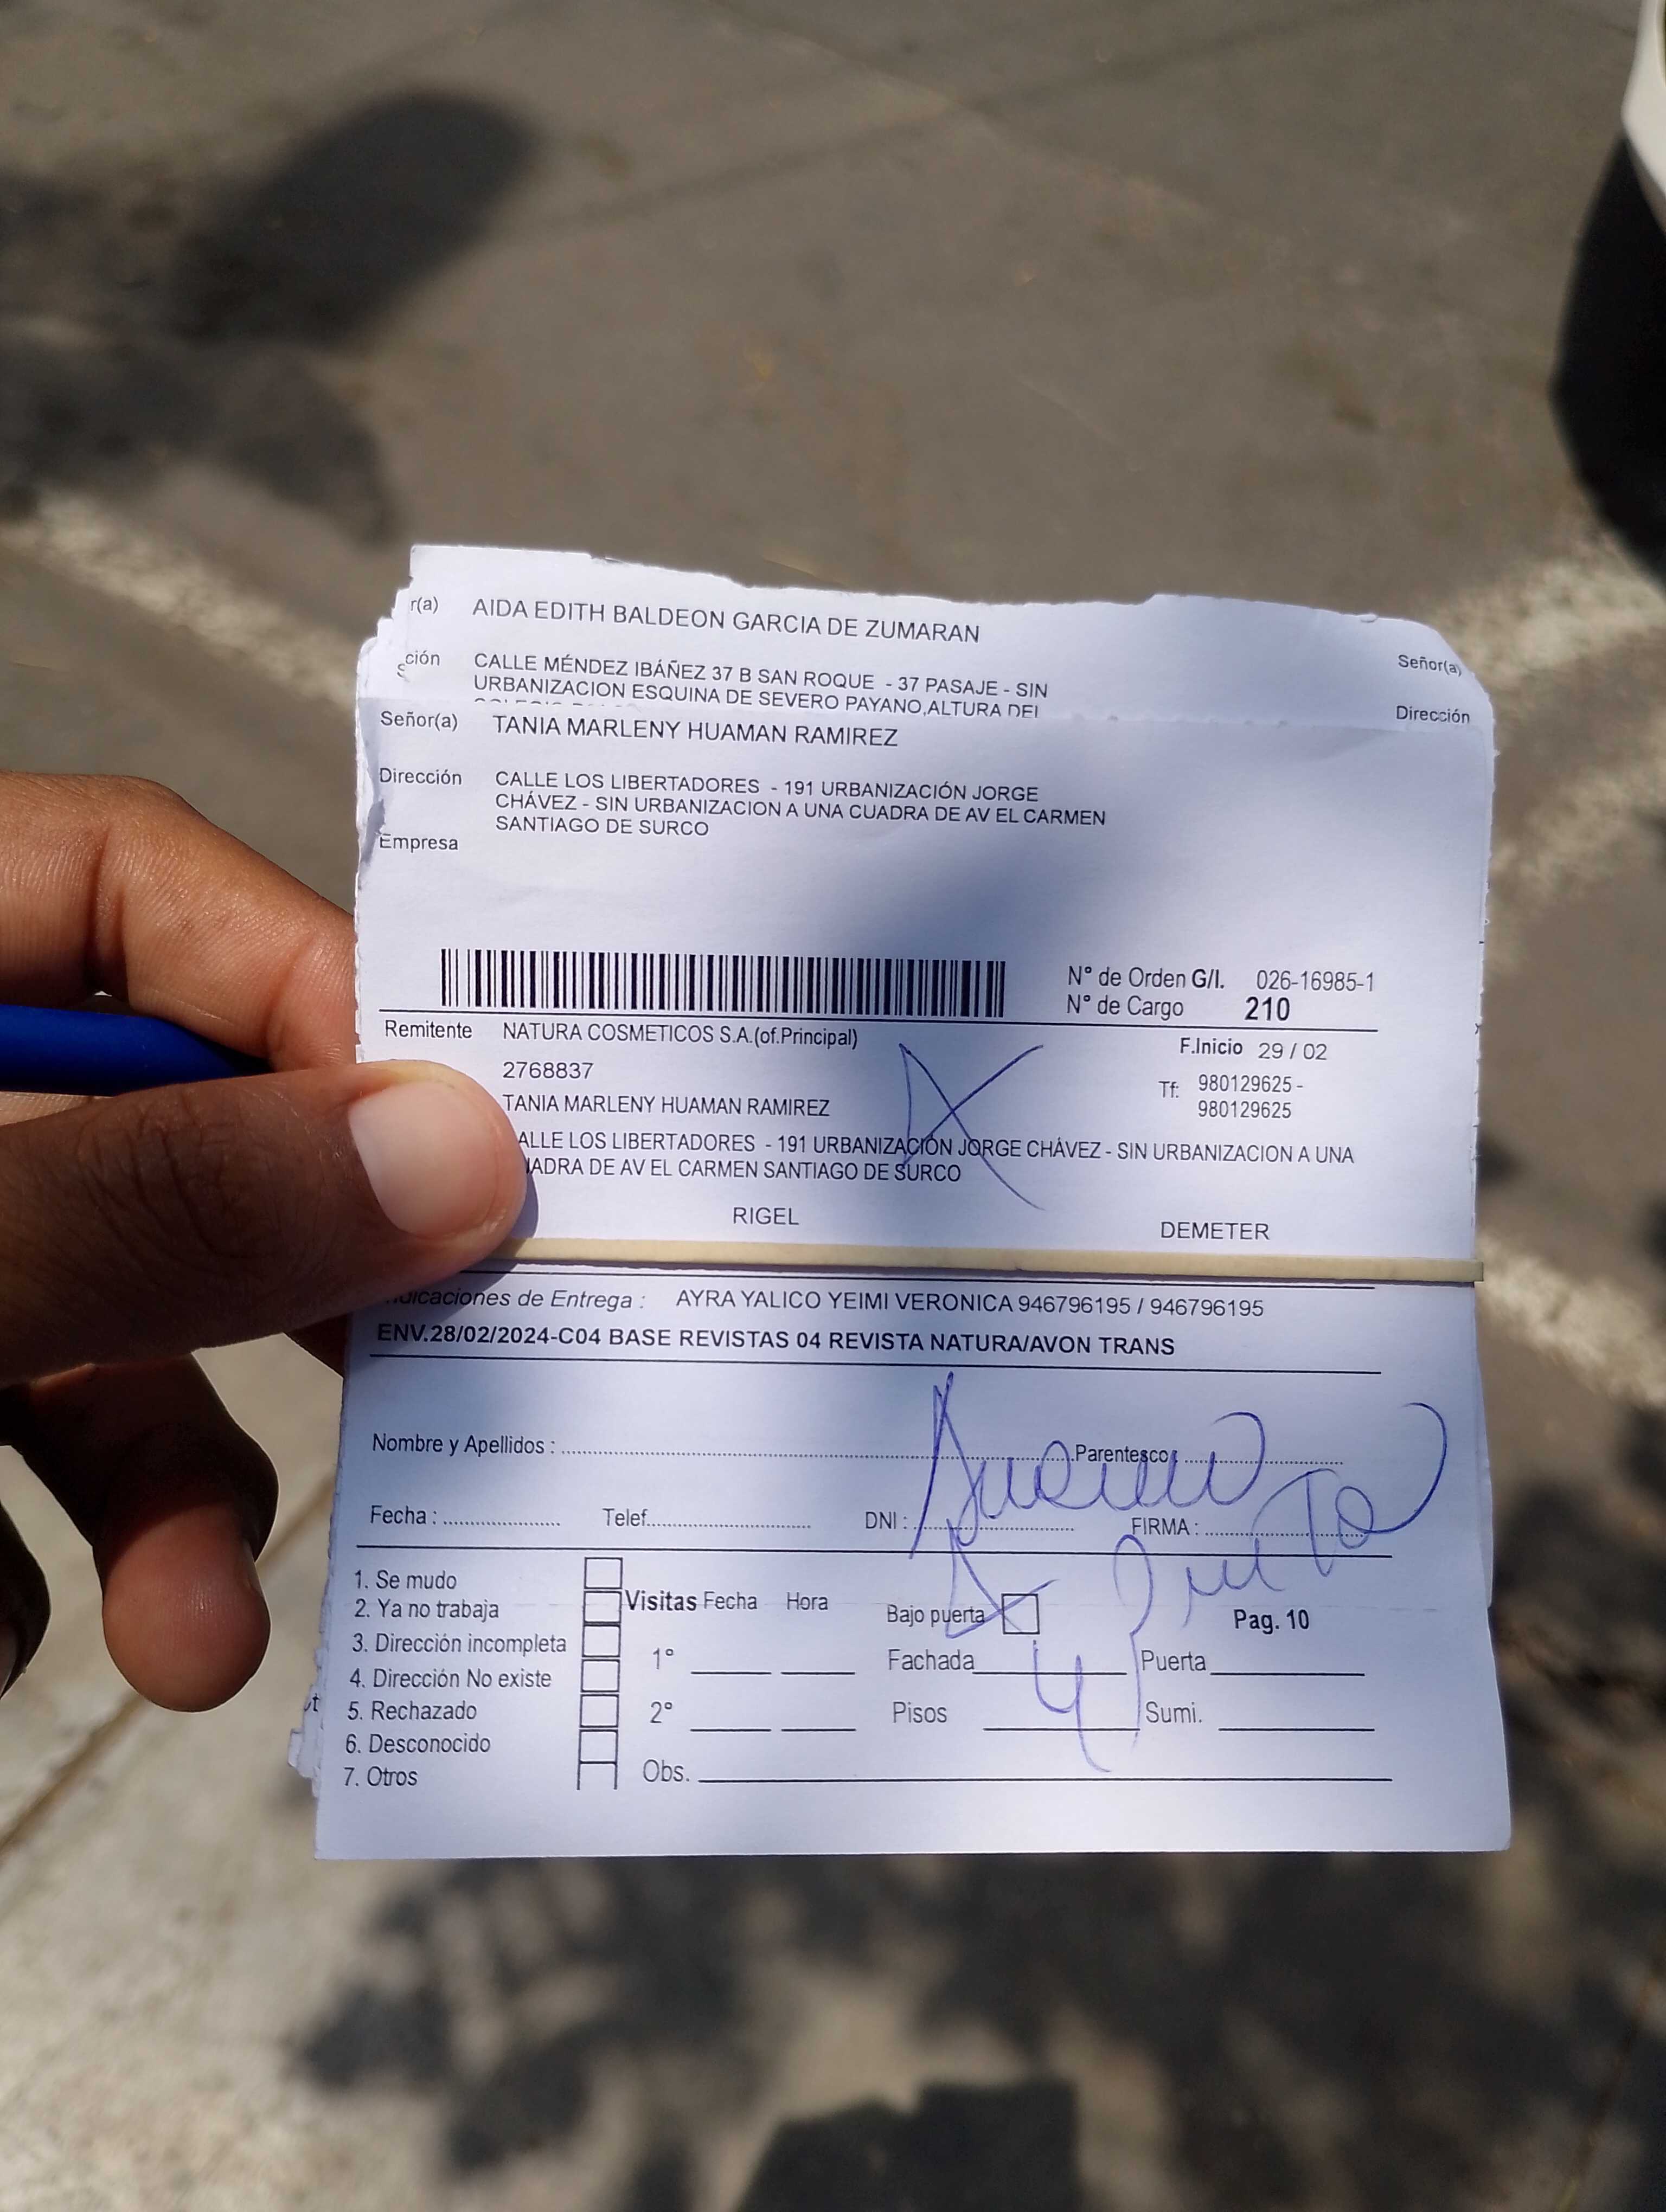 r(a) AIDA EDITH BALDEON GARCIA DE ZUMARAN
Señor(a)
ción CALLE MÉNDEZ IBÁÑEZ 37 B SAN ROQUE - 37 PASAJE - SIN
URBANIZACION ESQUINA DE SEVERO PAYANO,ALTURA DEL
Dirección
Señor(a) TANIA MARLENY HUAMAN RAMIREZ
Dirección CALLE LOS LIBERTADORES - 191 URBANIZACIÓN JORGE
CHÁVEZ - SIN URBANIZACION A UNA CUADRA DE AV EL CARMEN
SANTIAGO DE SURCO
Empresa
N° de Orden G/I. 026-16985-1
N° de Cargo 210
Remitente NATURA COSMETICOS S.A.(of.Principal)
F.Inicio 29 / 02
2768837
Tf: 980129625 -
980129625
TANIA MARLENY HUAMAN RAMIREZ
ALLE LOS LIBERTADORES - 191 URBANIZACIÓN JORGE CHÁVEZ - SIN URBANIZACION A UNA
ADRA DE AV EL CARMEN SANTIAGO DE SURCO
RIGEL DEMETER
dicaciones de Entrega : AYRA YALICO YEIMI VERONICA 946796195 / 946796195
ENV.28/02/2024-C04 BASE REVISTAS 04 REVISTA NATURA/AVON TRANS
Nombre y Apellidos : Parentesco :
Fecha : Telef. DNI : FIRMA :
1. Se mudo
2. Ya no trabaja
3. Dirección incompleta
4. Dirección No existe
5. Rechazado
6. Desconocido
7. Otros
Visitas Fecha Hora
1°
2°
Obs.
Bajo puerta Pag. 10
Fachada Puerta
Pisos 4 Sumi.